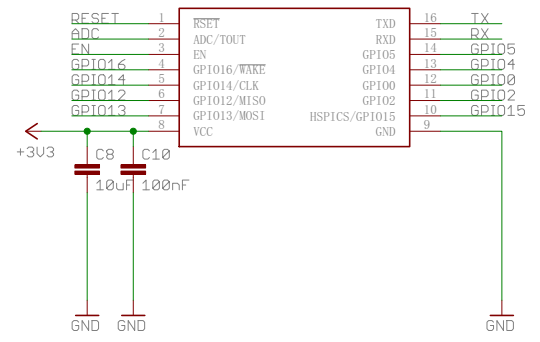 RESET 1 RSET TXD 16 TX
ADC 2 ADC/TOUT RXD 15 RX
EN 3 EN GPIO5 14 GPIO5
GPIO16 4 GPIO16/WAKE GPIO4 13 GPIO4
GPIO14 5 GPIO14/CLK GPIO0 12 GPIO0
GPIO12 6 GPIO12/MISO GPIO2 11 GPIO2
GPIO13 7 GPIO13/MOSI HSPICS/GPIO15 10 GPIO15
8 VCC GND 9
+3V3 C8 C10
10uF 100nF
GND GND GND